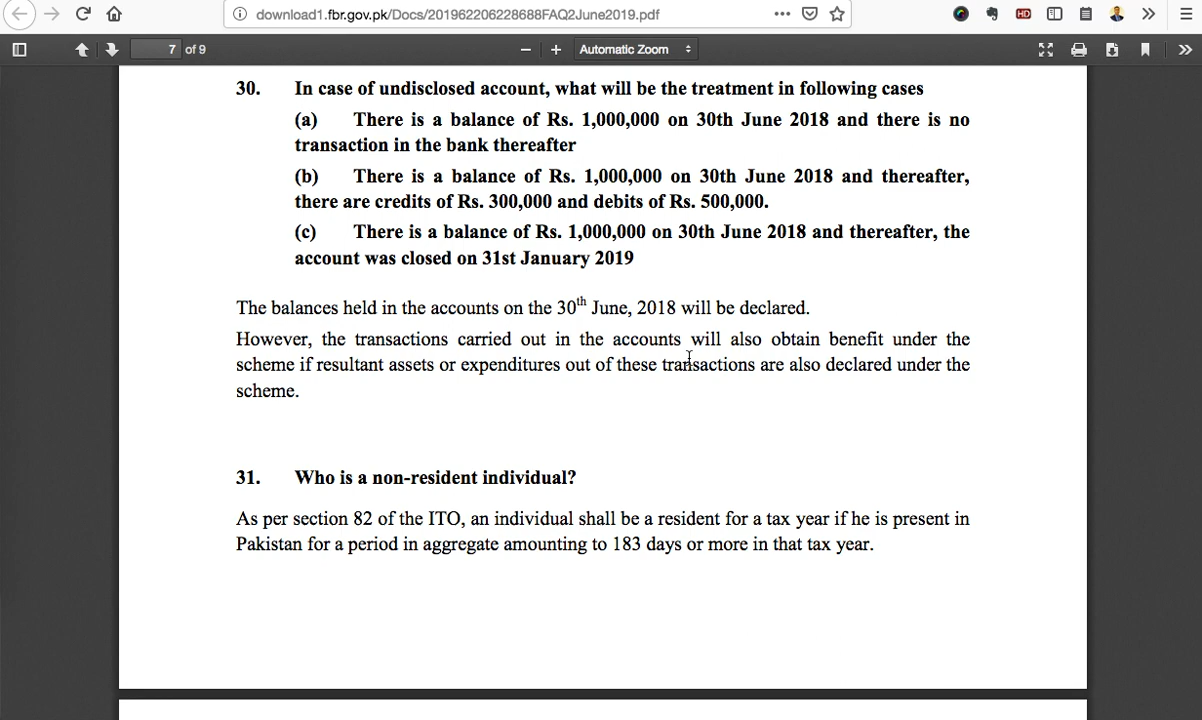 download1.fbr.gov.pk/Docs/201962206228688FAQ2June2019.pdf
HD
7 of 9
Automatic Zoom
30. In case of undisclosed account, what will be the treatment in following cases
(a) There is a balance of Rs. 1,000,000 on 30th June 2018 and there is no
transaction in the bank thereafter
(b) There is a balance of Rs. 1,000,000 on 30th June 2018 and thereafter,
there are credits of Rs. 300,000 and debits of Rs. 500,000.
(c) There is a balance of Rs. 1,000,000 on 30th June 2018 and thereafter, the
account was closed on 31st January 2019
The balances held in the accounts on the 30th June, 2018 will be declared.
However, the transactions carried out in the accounts will also obtain benefit under the
scheme if resultant assets or expenditures out of these transactions are also declared under the
scheme.
31. Who is a non-resident individual?
As per section 82 of the ITO, an individual shall be a resident for a tax year if he is present in
Pakistan for a period in aggregate amounting to 183 days or more in that tax year.